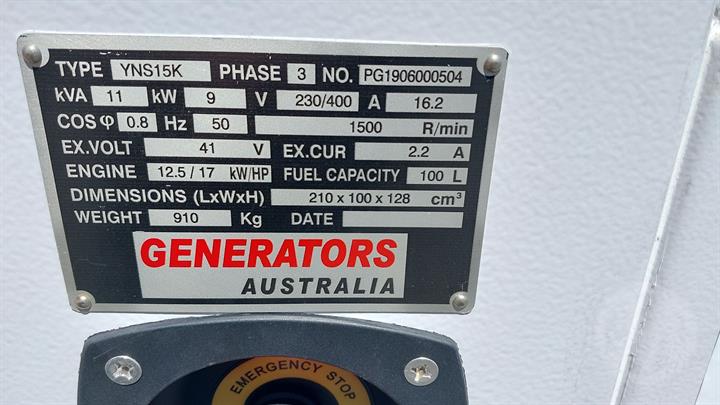 TYPE YNS15K PHASE 3 NO. PG1906000504
kVA 11 kW 9 V 230/400 A 16.2
COS φ 0.8 Hz 50 1500 R/min
EX.VOLT 41 V EX.CUR 2.2 A
ENGINE 12.5 / 17 kW/HP FUEL CAPACITY 100 L
DIMENSIONS (LxWxH) 210 x 100 x 128 cm³
WEIGHT 910 Kg DATE
GENERATORS
AUSTRALIA
EMERGENCY STOP